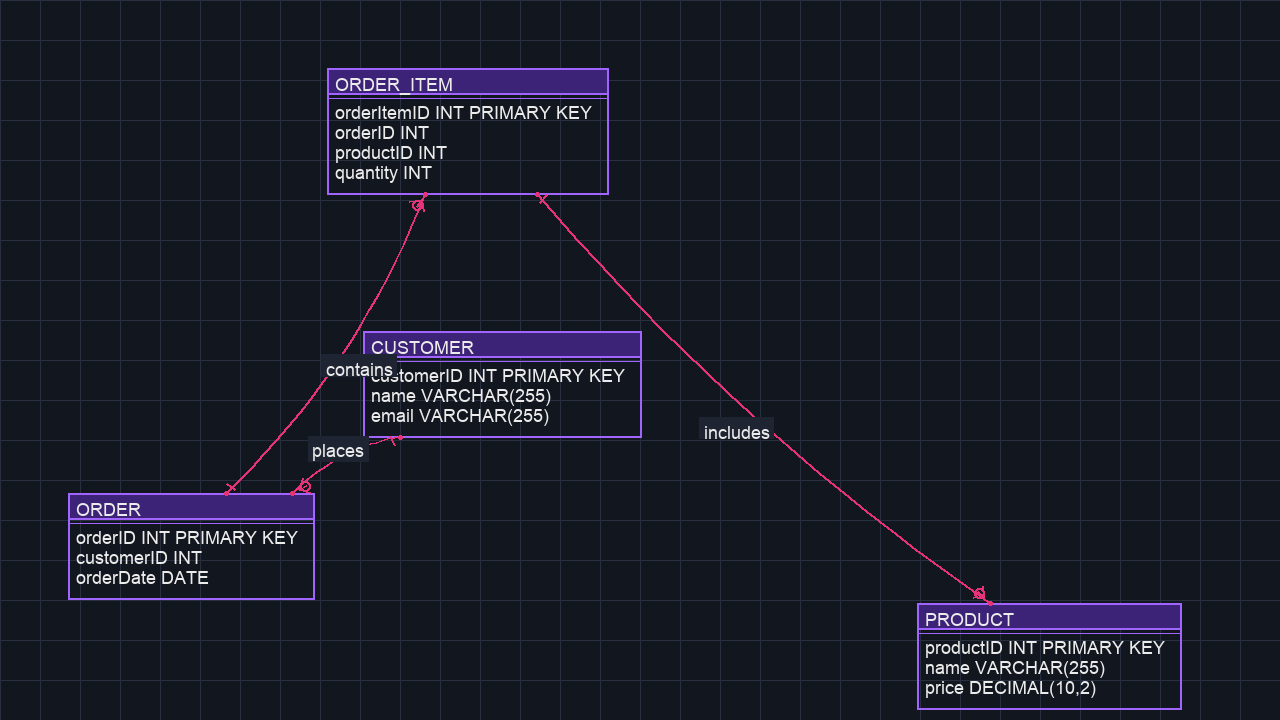 ORDER_ITEM
orderItemID INT PRIMARY KEY
orderID INT
productID INT
quantity INT
CUSTOMER
contains
customerID INT PRIMARY KEY
name VARCHAR(255)
email VARCHAR(255)
includes
places
ORDER
orderID INT PRIMARY KEY
customerID INT
orderDate DATE
PRODUCT
productID INT PRIMARY KEY
name VARCHAR(255)
price DECIMAL(10,2)